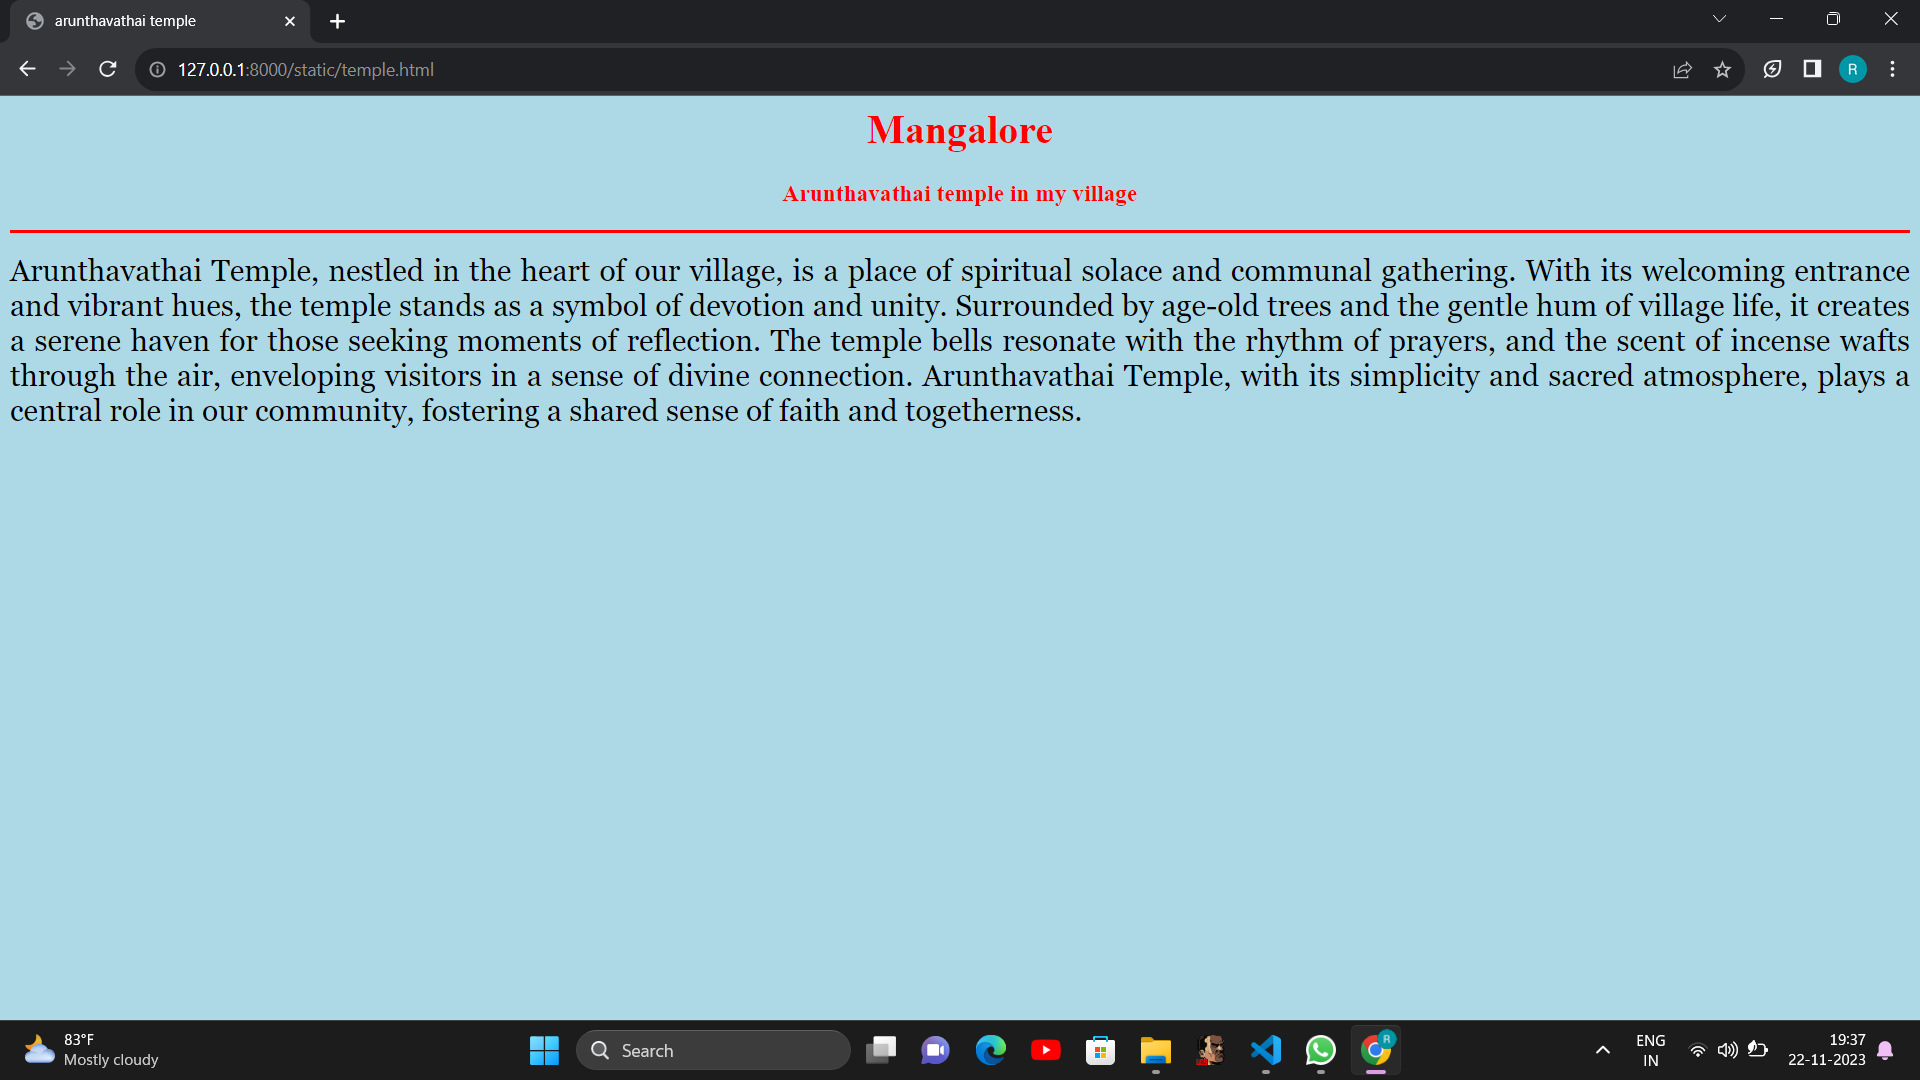 arunthavathai temple
127.0.0.1:8000/static/temple.html
R
Mangalore
Arunthavathai temple in my village
Arunthavathai Temple, nestled in the heart of our village, is a place of spiritual solace and communal gathering. With its welcoming entrance
and vibrant hues, the temple stands as a symbol of devotion and unity. Surrounded by age-old trees and the gentle hum of village life, it creates
a serene haven for those seeking moments of reflection. The temple bells resonate with the rhythm of prayers, and the scent of incense wafts
through the air, enveloping visitors in a sense of divine connection. Arunthavathai Temple, with its simplicity and sacred atmosphere, plays a
central role in our community, fostering a shared sense of faith and togetherness.
83°F
Mostly cloudy
Search
R
ENG
IN
19:37
22-11-2023